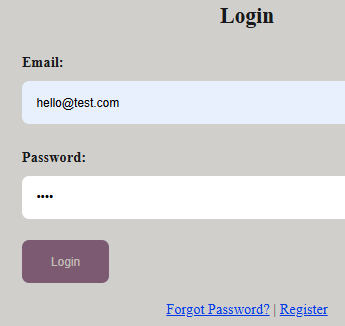 Login
Email:
hello@test.com
Password:
••••
Login
Forgot Password? | Register